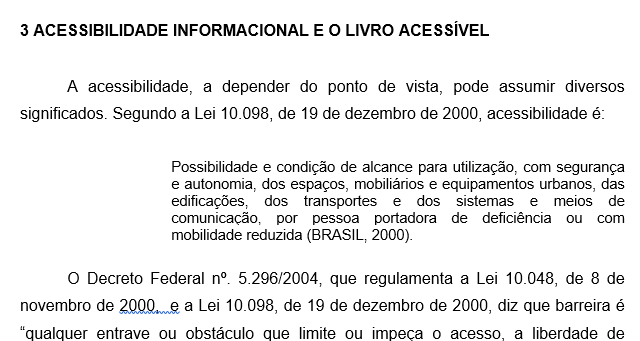 3 ACESSIBILIDADE INFORMACIONAL E O LIVRO ACESSÍVEL
A acessibilidade, a depender do ponto de vista, pode assumir diversos
significados. Segundo a Lei 10.098, de 19 de dezembro de 2000, acessibilidade é:
Possibilidade e condição de alcance para utilização, com segurança
e autonomia, dos espaços, mobiliários e equipamentos urbanos, das
edificações, dos transportes e dos sistemas e meios de
comunicação, por pessoa portadora de deficiência ou com
mobilidade reduzida (BRASIL, 2000).
O Decreto Federal nº. 5.296/2004, que regulamenta a Lei 10.048, de 8 de
novembro de 2000, e a Lei 10.098, de 19 de dezembro de 2000, diz que barreira é
“qualquer entrave ou obstáculo que limite ou impeça o acesso, a liberdade de